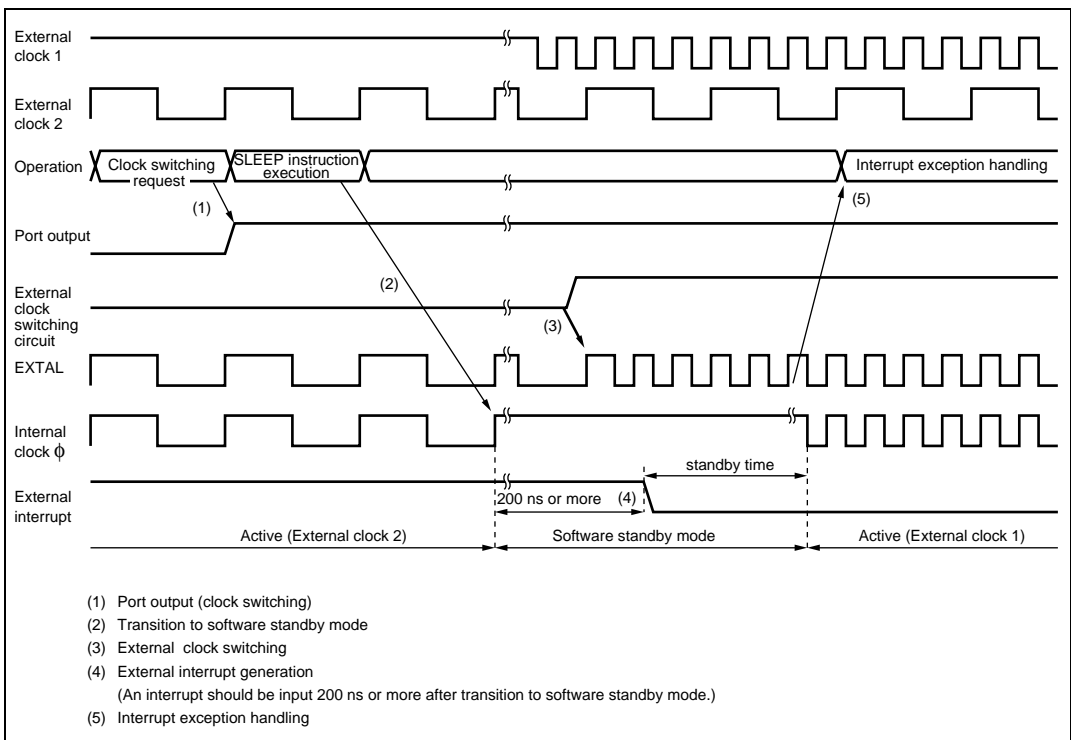 External
clock 1
External
clock 2
Operation
Clock switching
request
SLEEP instruction
execution
Interrupt exception handling
(1)
(5)
Port output
(2)
External
clock
switching
circuit
(3)
EXTAL
Internal
clock ϕ
standby time
External
interrupt
200 ns or more
(4)
Active (External clock 2)
Software standby mode
Active (External clock 1)
(1) Port output (clock switching)
(2) Transition to software standby mode
(3) External clock switching
(4) External interrupt generation
(An interrupt should be input 200 ns or more after transition to software standby mode.)
(5) Interrupt exception handling